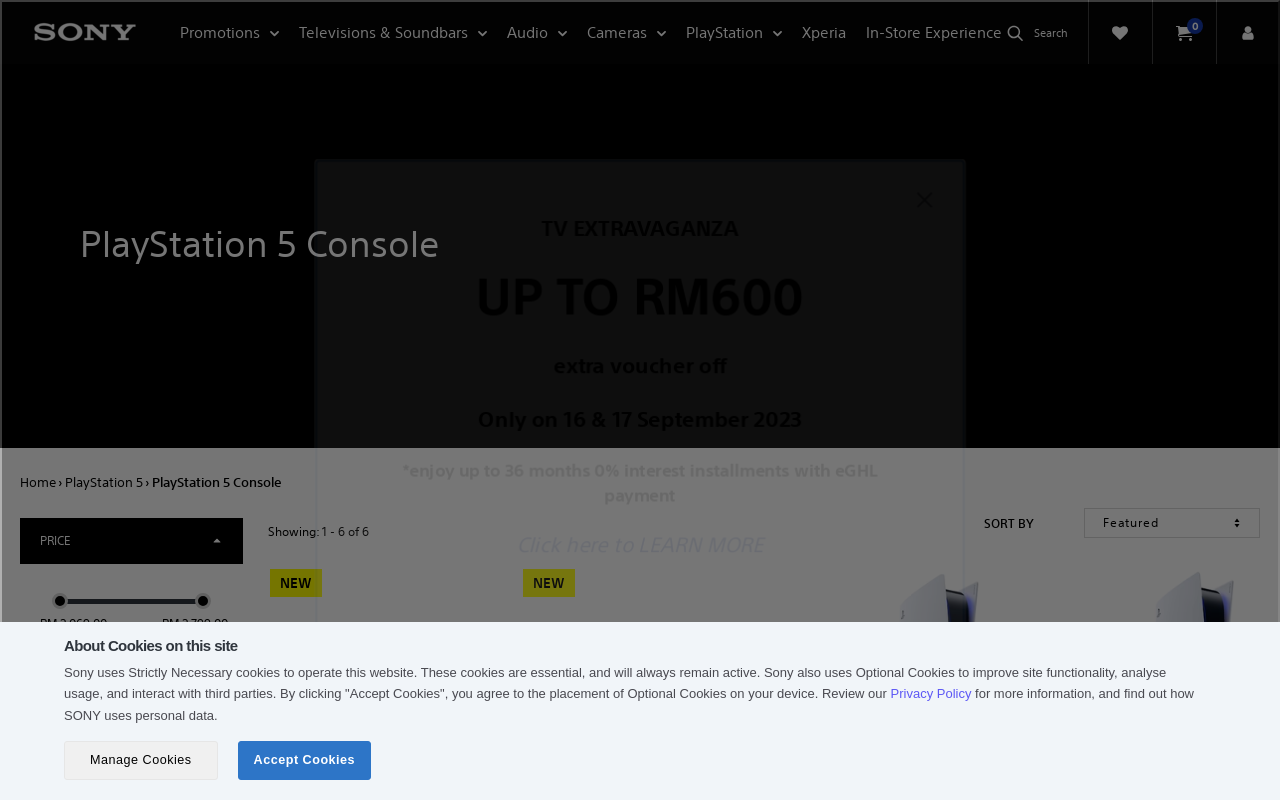 SONY
Promotions
Televisions & Soundbars
Audio
Cameras
PlayStation
Xperia
In-Store Experience
Search
0
PlayStation 5 Console
TV EXTRAVAGANZA
UP TO RM600
extra voucher off
Only on 16 & 17 September 2023
*enjoy up to 36 months 0% interest installments with eGHL
payment
Click here to LEARN MORE
Home › PlayStation 5 › PlayStation 5 Console
PRICE
Showing: 1 - 6 of 6
SORT BY
Featured
NEW
NEW
About Cookies on this site
Sony uses Strictly Necessary cookies to operate this website. These cookies are essential, and will always remain active. Sony also uses Optional Cookies to improve site functionality, analyse
usage, and interact with third parties. By clicking "Accept Cookies", you agree to the placement of Optional Cookies on your device. Review our Privacy Policy for more information, and find out how
SONY uses personal data.
Manage Cookies
Accept Cookies